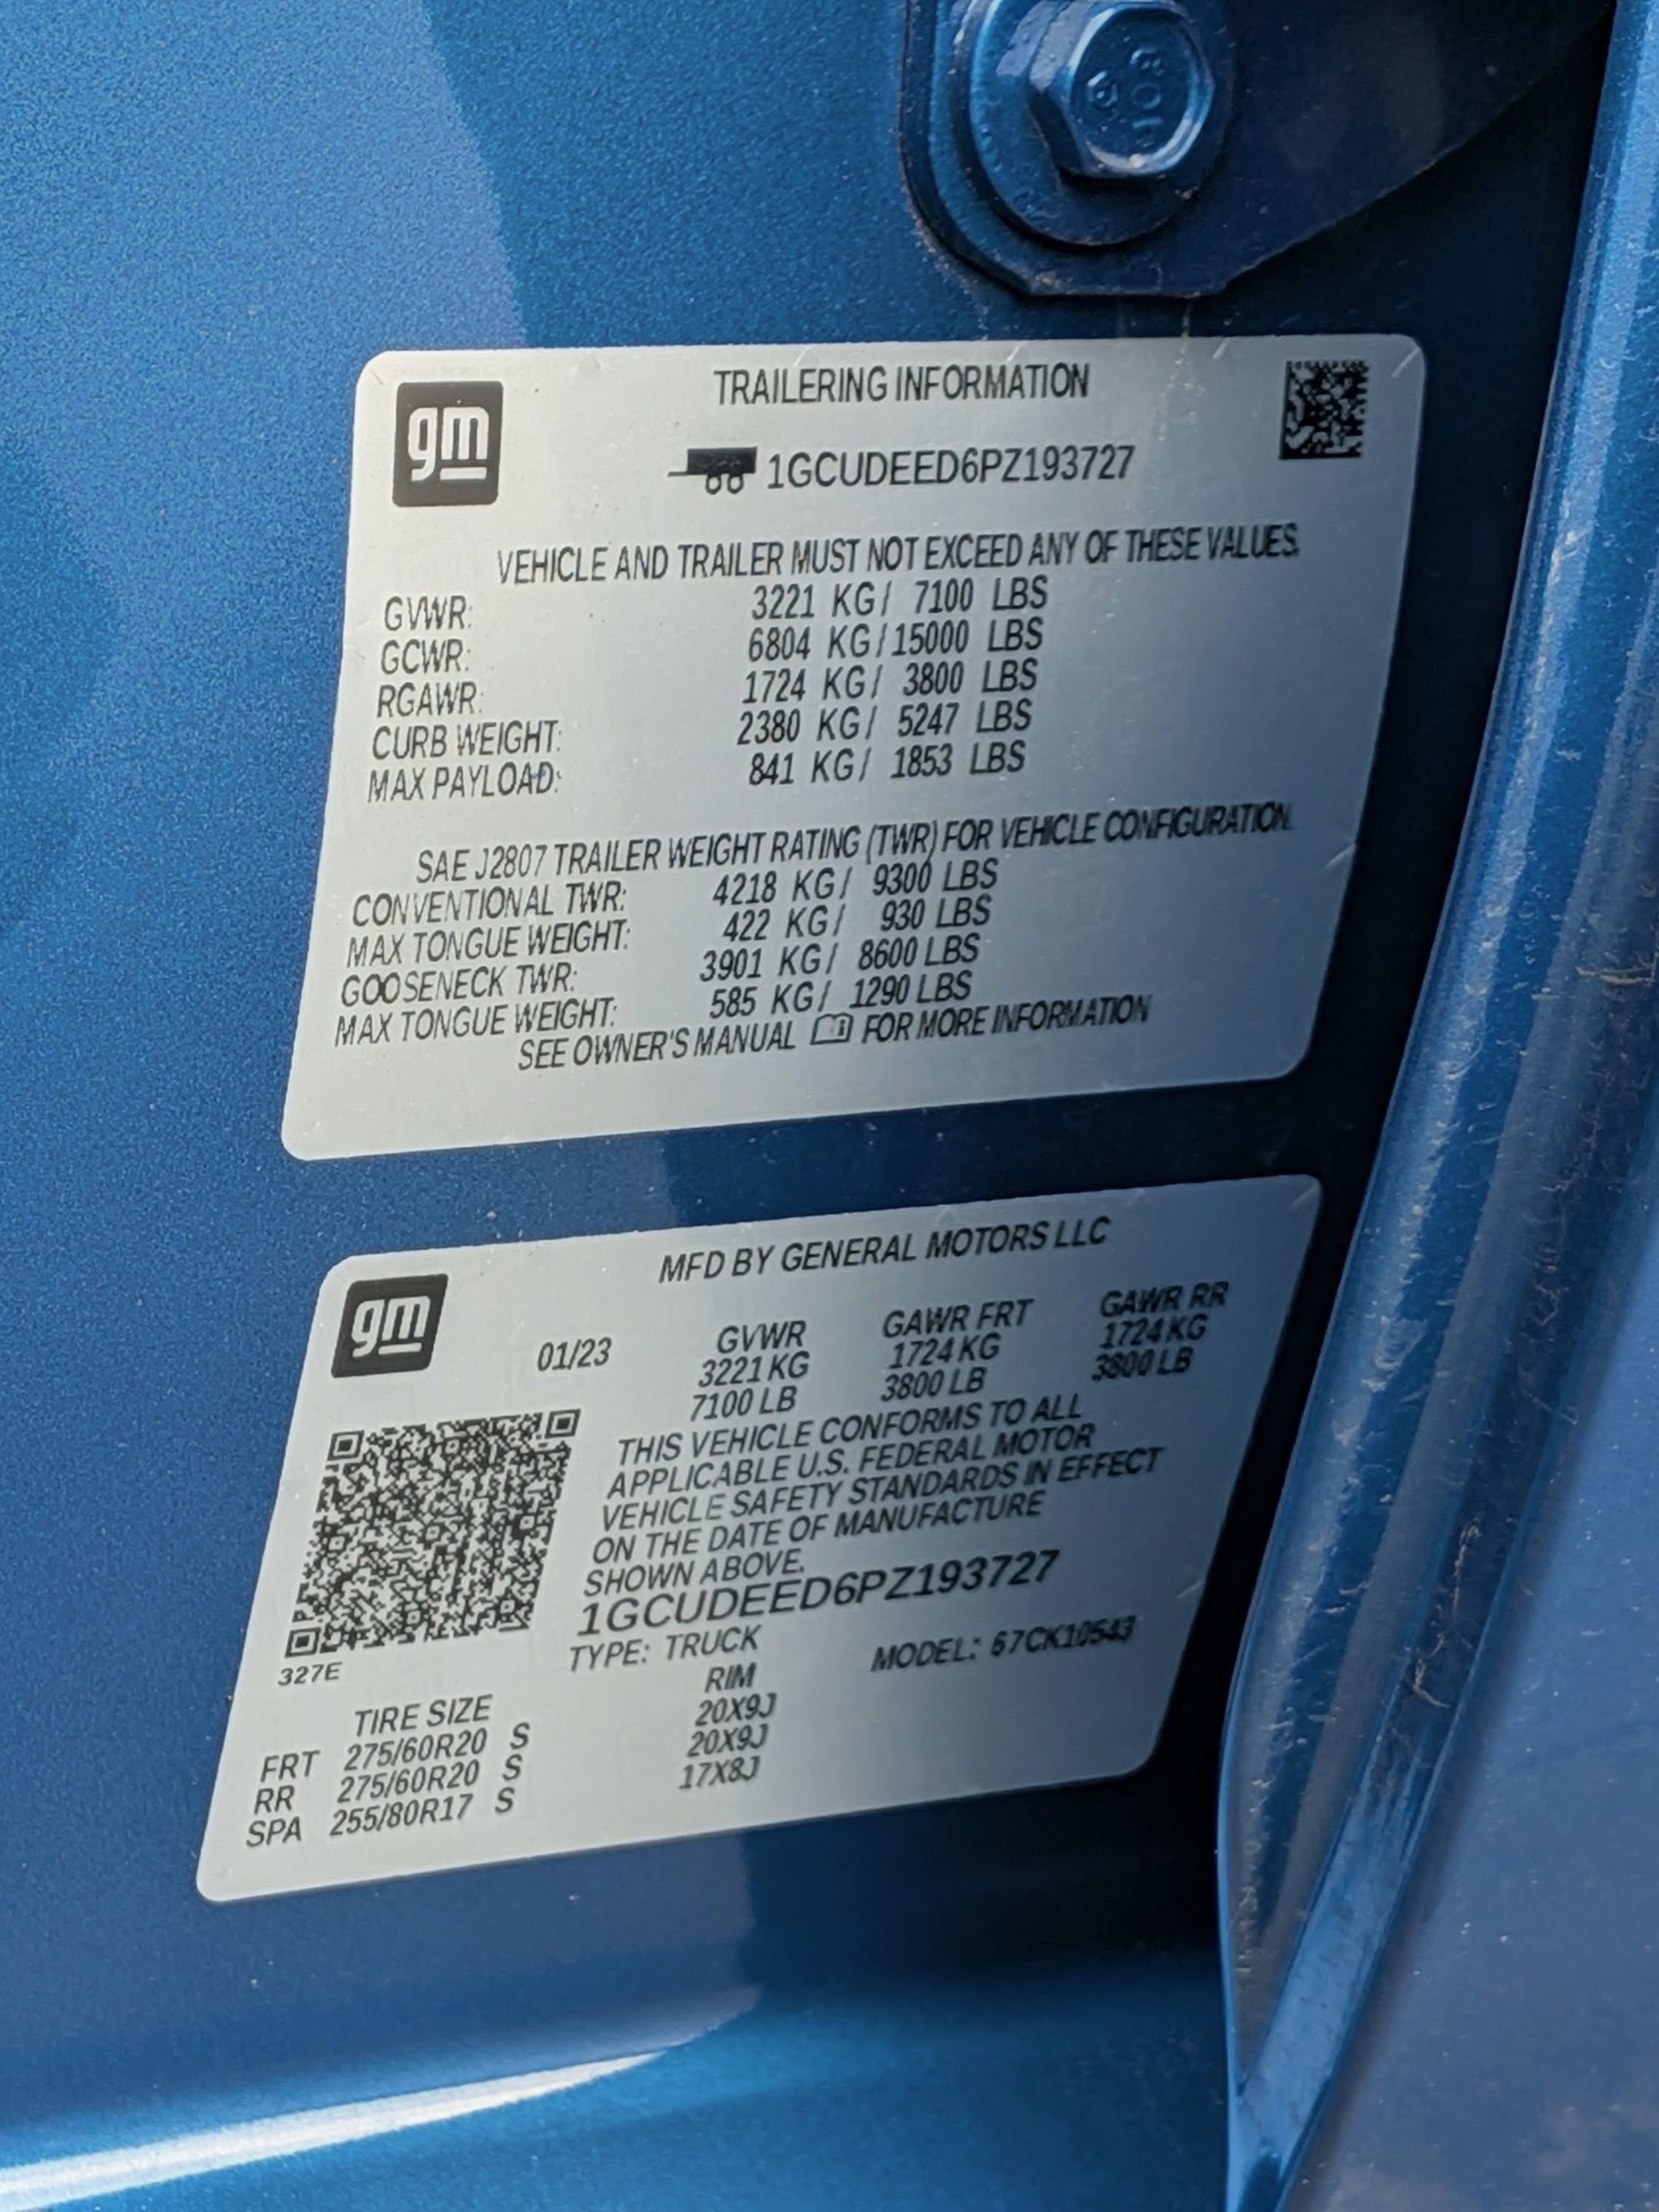 108
gm
TRAILERING INFORMATION
1GCUDEED6PZ193727
VEHICLE AND TRAILER MUST NOT EXCEED ANY OF THESE VALUES.
GVWR: 3221 KG/ 7100 LBS
GCWR: 6804 KG/15000 LBS
RGAWR: 1724 KG/ 3800 LBS
CURB WEIGHT: 2380 KG/ 5247 LBS
MAX PAYLOAD: 841 KG/ 1853 LBS
SAE J2807 TRAILER WEIGHT RATING (TWR) FOR VEHICLE CONFIGURATION.
CONVENTIONAL TWR: 4218 KG/ 9300 LBS
MAX TONGUE WEIGHT: 422 KG/ 930 LBS
GOOSENECK TWR: 3901 KG/ 8600 LBS
MAX TONGUE WEIGHT: 585 KG/ 1290 LBS
SEE OWNER'S MANUAL FOR MORE INFORMATION
gm
MFD BY GENERAL MOTORS LLC
01/23 GVWR GAWR FRT GAWR RR
3221KG 1724KG 1724KG
7100 LB 3800 LB 3800 LB
THIS VEHICLE CONFORMS TO ALL
APPLICABLE U.S. FEDERAL MOTOR
VEHICLE SAFETY STANDARDS IN EFFECT
ON THE DATE OF MANUFACTURE
SHOWN ABOVE.
1GCUDEED6PZ193727
327E
TYPE: TRUCK MODEL: 67CK10543
TIRE SIZE RIM
FRT 275/60R20 S 20X9J
RR 275/60R20 S 20X9J
SPA 255/80R17 S 17X8J